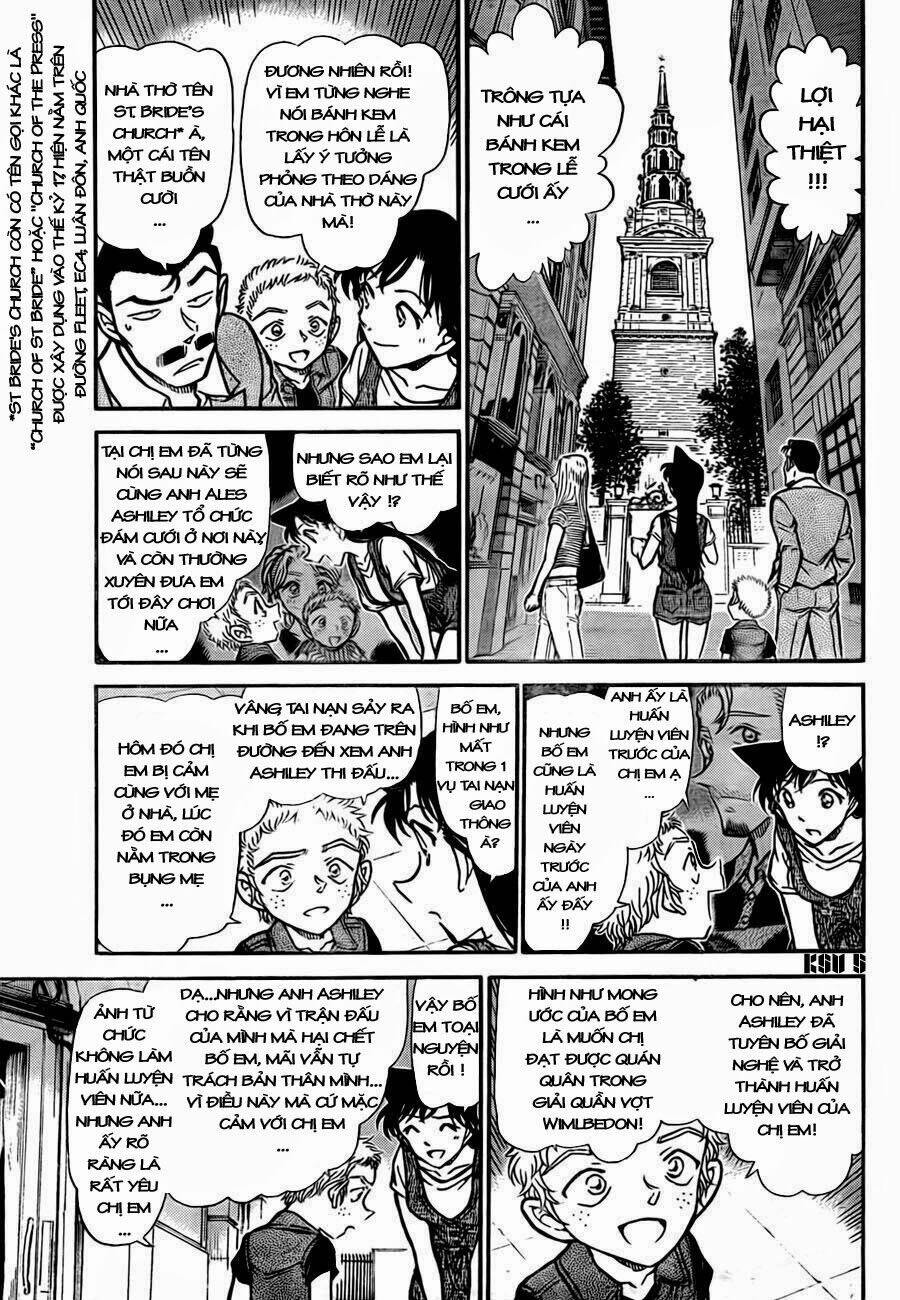 LỢI
HẠI
THIỆT
!!!
TRÔNG TỰA
NHƯ CÁI
BÁNH KEM
TRONG LỄ
CƯỚI ẤY
...
ĐƯƠNG NHIÊN RỒI!
VÌ EM TỪNG NGHE
NÓI BÁNH KEM
TRONG HÔN LỄ LÀ
LẤY Ý TƯỞNG
PHỎNG THEO DÁNG
CỦA NHÀ THỜ NÀY
MÀ!
NHÀ THỜ TÊN
ST. BRIDE'S
CHURCH* À,
MỘT CÁI TÊN
THẬT BUỒN
CƯỜI
...
*ST BRIDE'S CHURCH CÒN CÓ TÊN GỌI KHÁC LÀ
"CHURCH OF ST BRIDE" HOẶC "CHURCH OF THE PRESS"
ĐƯỢC XÂY DỰNG VÀO THẾ KỶ 17 HIỆN NẰM TRÊN
ĐƯỜNG FLEET, EC4, LUÂN ĐÔN, ANH QUỐC
NHƯNG SAO EM LẠI
BIẾT RÕ NHƯ THẾ
VẬY !?
TẠI CHỊ EM ĐÃ TỪNG
NÓI SAU NÀY SẼ
CÙNG ANH ALES
ASHILEY TỔ CHỨC
ĐÁM CƯỚI Ở NƠI NÀY
VÀ CÒN THƯỜNG
XUYÊN ĐƯA EM
TỚI ĐÂY CHƠI
NỮA
...
ASHILEY
!?
ANH ẤY LÀ
HUẤN
LUYỆN VIÊN
TRƯỚC CỦA
CHỊ EM Ạ
...
NHƯNG
BỐ EM
CŨNG LÀ
HUẤN
LUYỆN
VIÊN
NGÀY
TRƯỚC
CỦA ANH
ẤY ĐẤY
!!
BỐ EM,
HÌNH NHƯ
MẤT
TRONG 1
VỤ TAI NẠN
GIAO
THÔNG
À?
VÂNG TAI NẠN SẢY RA
KHI BỐ EM ĐANG TRÊN
ĐƯỜNG ĐẾN XEM ANH
ASHILEY THI ĐẤU...
HÔM ĐÓ CHỊ
EM BỊ CẢM
CÙNG VỚI MẸ
Ở NHÀ, LÚC
ĐÓ EM CÒN
NẰM TRONG
BỤNG MẸ
...
KSV 5
CHO NÊN, ANH
ASHILEY ĐÃ
TUYÊN BỐ GIẢI
NGHỆ VÀ TRỞ
THÀNH HUẤN
LUYỆN VIÊN CỦA
CHỊ EM!
HÌNH NHƯ MONG
ƯỚC CỦA BỐ EM
LÀ MUỐN CHỊ
ĐẠT ĐƯỢC QUÁN
QUÂN TRONG
GIẢI QUẦN VỢT
WIMLBEDON!
VẬY BỐ
EM TOẠI
NGUYỆN
RỒI !
DẠ...NHƯNG ANH ASHILEY
CHO RẰNG VÌ TRẬN ĐẤU
CỦA MÌNH MÀ HẠI CHẾT
BỐ EM, MÃI VẪN TỰ
TRÁCH BẢN THÂN MÌNH...
VÌ ĐIỀU NÀY MÀ CỨ MẶC
CẢM VỚI CHỊ EM
...
ẢNH TỪ
CHỨC
KHÔNG LÀM
HUẤN LUYỆN
VIÊN NỮA...
NHƯNG ANH
ẤY RÕ
RÀNG LÀ
RẤT YÊU
CHỊ EM
...